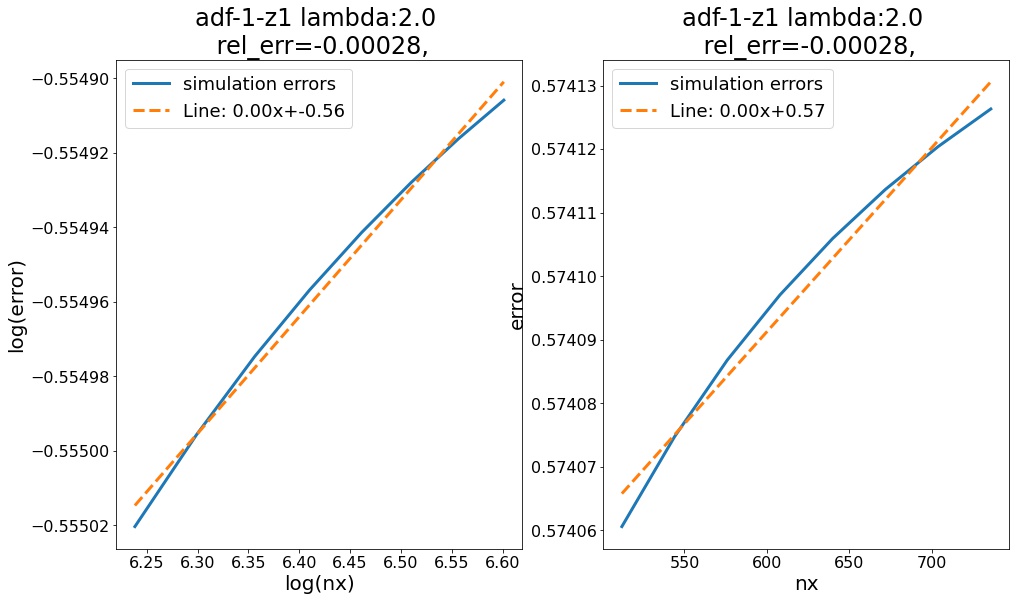 adf-1-z1 lambda:2.0
rel_err=-0.00028,
simulation errors
Line: 0.00x+-0.56
−0.55490
−0.55492
−0.55494
−0.55496
−0.55498
−0.55500
−0.55502
log(error)
6.25
6.30
6.35
6.40
6.45
6.50
6.55
6.60
log(nx)
adf-1-z1 lambda:2.0
rel_err=-0.00028,
simulation errors
Line: 0.00x+0.57
0.57413
0.57412
0.57411
0.57410
0.57409
0.57408
0.57407
0.57406
error
550
600
650
700
nx